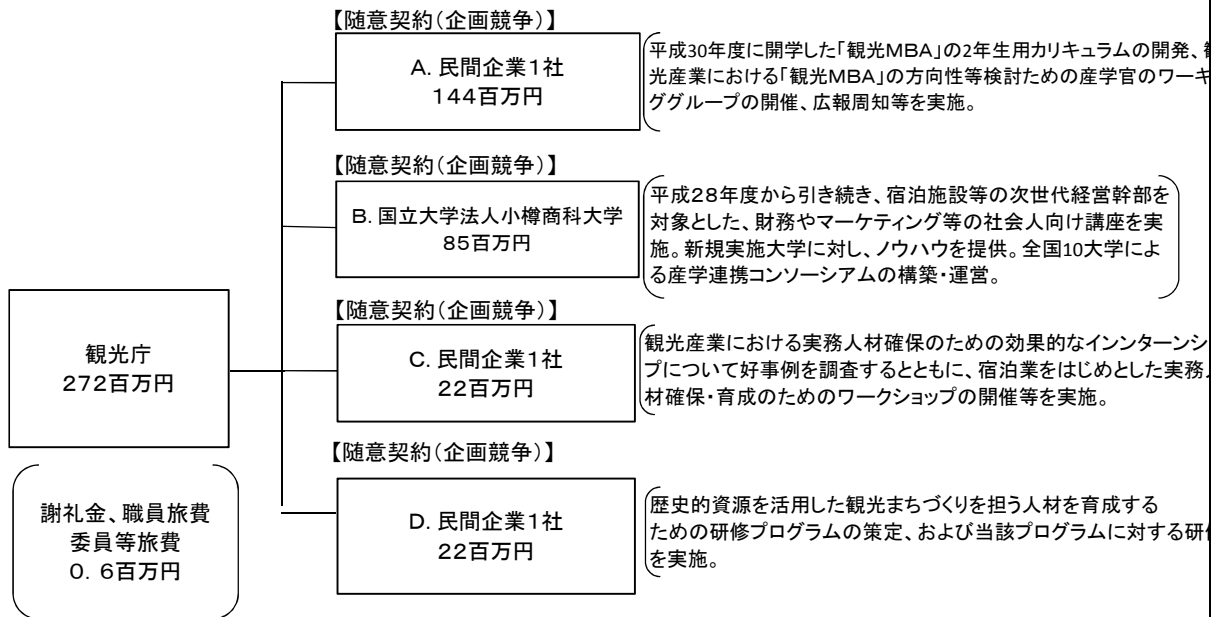 【随意契約(企画競争)】
A. 民間企業1社
144百万円
平成30年度に開学した「観光MBA」の2年生用カリキュラムの開発、
光産業における「観光MBA」の方向性等検討ための産学官のワーキ
ググループの開催、広報周知等を実施。
【随意契約(企画競争)】
B. 国立大学法人小樽商科大学
85百万円
平成28年度から引き続き、宿泊施設等の次世代経営幹部を
対象とした、財務やマーケティング等の社会人向け講座を実
施。新規実施大学に対し、ノウハウを提供。全国10大学によ
る産学連携コンソーシアムの構築・運営。
【随意契約(企画競争)】
C. 民間企業1社
22百万円
観光産業における実務人材確保のための効果的なインンターンシ
プについて好事例を調査するとともに、宿泊業をはじめとした実務
材確保・育成のためのワークショップの開催等を実施。
観光庁
272百万円
謝礼金、職員旅費
委員等旅費
0.6百万円
【随意契約(企画競争)】
D. 民間企業1社
22百万円
歴史的資源を活用した観光まちづくりを担う人材を育成する
ための研修プログラムの策定、および当該プログラムに対する研
を実施。